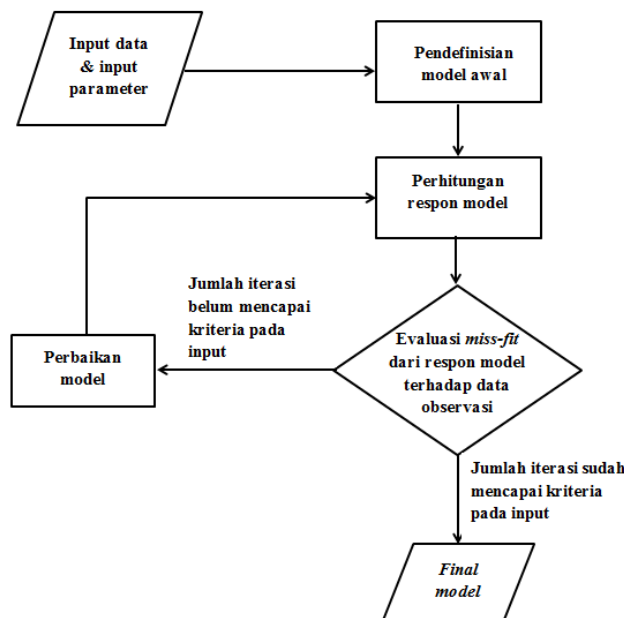 Input data
& input
parameter
Pendefinisian
model awal
Perhitungan
respon model
Jumlah iterasi
belum mencapai
kriteria pada
input
Perbaikan
model
Evaluasi miss-fit
dari respon model
terhadap data
observasi
Jumlah iterasi sudah
mencapai kriteria
pada input
Final
model